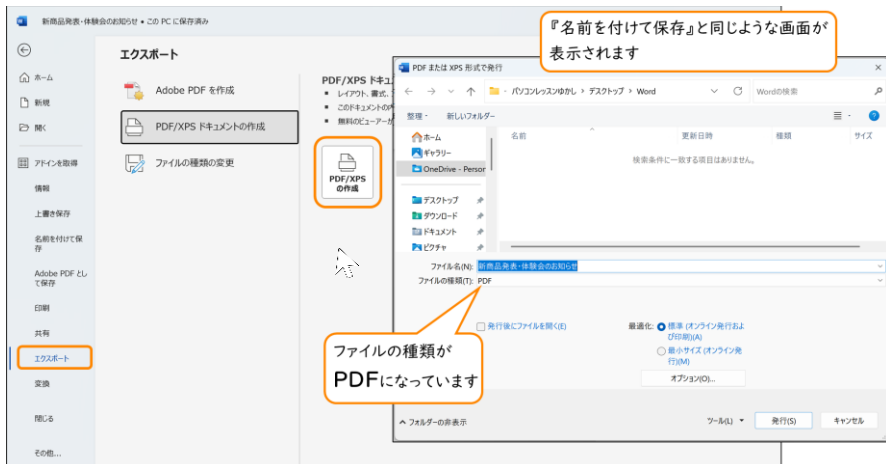 新商品発表・体験会のお知らせ • この PC に保存済み
『名前を付けて保存』と同じような画面が
表示されます
ホーム
新規
開く
アドインを取得
情報
上書き保存
名前を付けて保
存
Adobe PDF とし
て保存
印刷
共有
エクスポート
変換
閉じる
その他...
エクスポート
Adobe PDF を作成
PDF/XPS ドキュメントの作成
ファイルの種類の変更
PDF/XPS ドキュ
レイアウト、書式、
このドキュメントの
無料のビューアーが
PDF/XPS
の作成
PDF または XPS 形式で発行
パソコンレッスンゆかし › デスクトップ › Word
Wordの検索
整理
新しいフォルダー
ホーム
ギャラリー
OneDrive - Person
デスクトップ
ダウンロード
ドキュメント
ピクチャ
名前
更新日時
種類
サイズ
検索条件に一致する項目はありません。
ファイル名(N): 新商品発表・体験会のお知らせ
ファイルの種類(T): PDF
発行後にファイルを開く(E)
最適化:
標準 (オンライン発行およ
び印刷)(A)
最小サイズ (オンライン発
行)(M)
オプション(O)...
ファイルの種類が
PDFになっています
フォルダーの非表示
ツール(L)
発行(S)
キャンセル